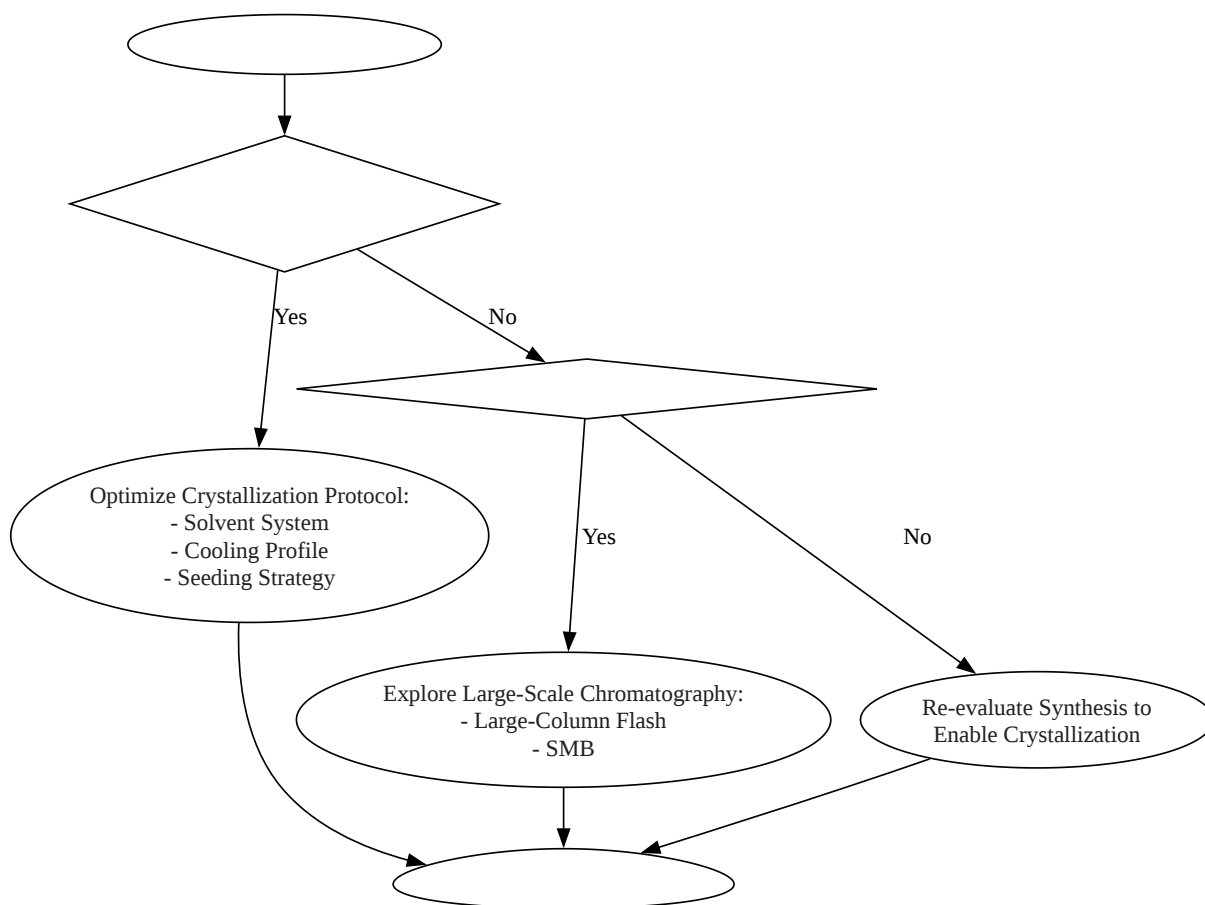 Yes
No
Optimize Crystallization Protocol:
- Solvent System
- Cooling Profile
- Seeding Strategy
Yes
No
Explore Large-Scale Chromatography:
- Large-Column Flash
- SMB
Re-evaluate Synthesis to
Enable Crystallization